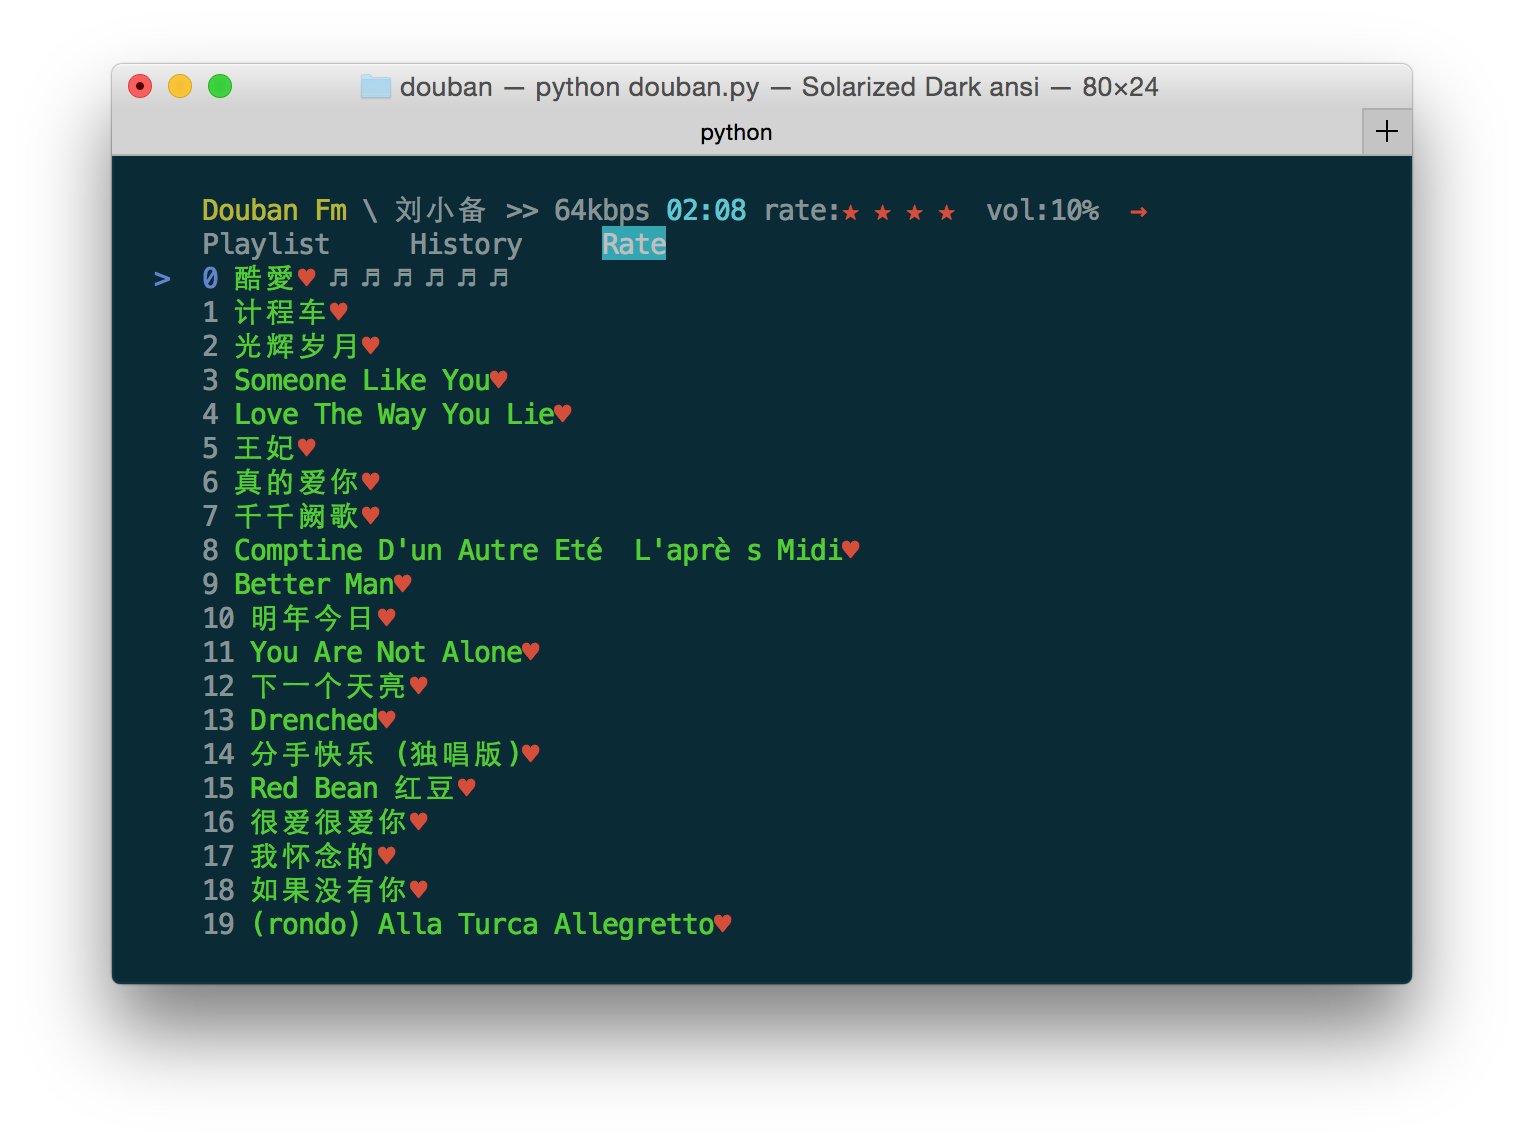 douban — python douban.py — Solarized Dark ansi — 80×24
python +
Douban Fm \ 刘小备 >> 64kbps 02:08 rate:★ ★ ★ ★ vol:10% →
Playlist History Rate
> 0 酷愛♥ ♬ ♬ ♬ ♬ ♬ ♬
1 计程车♥
2 光辉岁月♥
3 Someone Like You♥
4 Love The Way You Lie♥
5 王妃♥
6 真的爱你♥
7 千千阙歌♥
8 Comptine D'un Autre Eté  L'aprè s Midi♥
9 Better Man♥
10 明年今日♥
11 You Are Not Alone♥
12 下一个天亮♥
13 Drenched♥
14 分手快乐 (独唱版)♥
15 Red Bean 红豆♥
16 很爱很爱你♥
17 我怀念的♥
18 如果没有你♥
19 (rondo) Alla Turca Allegretto♥